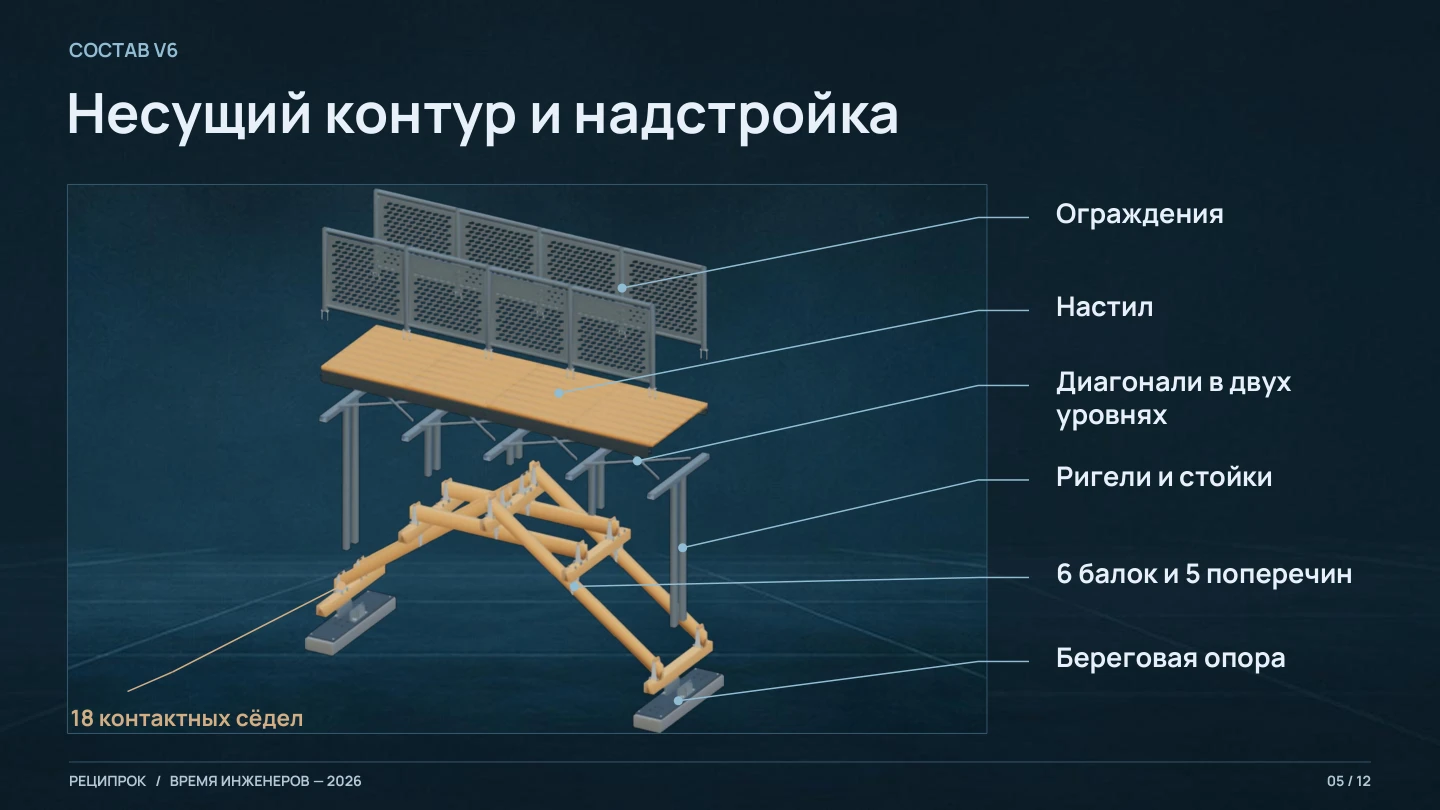 СОСТАВ V6
Несущий контур и надстройка
Ограждения
Настил
Диагонали в двух
уровнях
Ригели и стойки
6 балок и 5 поперечин
Береговая опора
18 контактных сёдел
РЕЦИПРОК / ВРЕМЯ ИНЖЕНЕРОВ — 2026
05 / 12